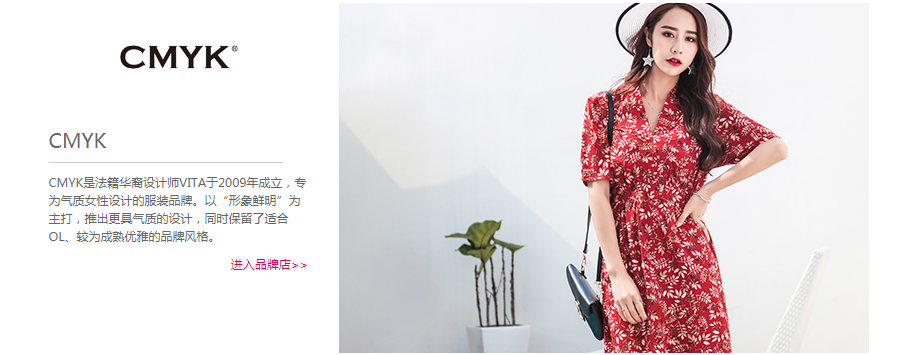 CMYK®
CMYK
CMYK是法籍华裔设计师VITA于2009年成立，专
为气质女性设计的服装品牌。以“形象鲜明”为
主打，推出更具气质的设计，同时保留了适合
OL、较为成熟优雅的品牌风格。
进入品牌店>>